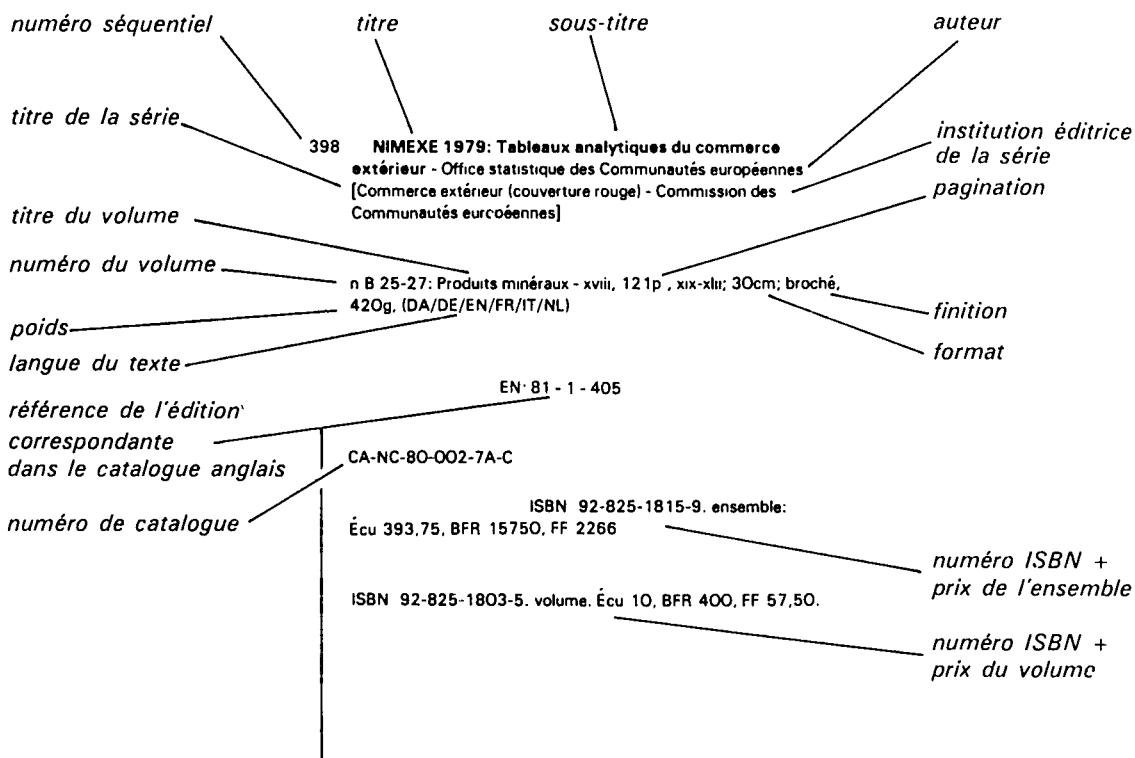 numéro séquentiel titre sous-titre auteur
titre de la série
institution éditrice
de la série
398 NIMEXE 1979: Tableaux analytiques du commerce
extérieur - Office statistique des Communautés européennes
[Commerce extérieur (couverture rouge) - Commission des
Communautés européennes]
pagination
titre du volume
numéro du volume
n B 25-27: Produits minéraux - xviii, 121p, xix-xliii; 30cm; broché,
420g, (DA/DE/EN/FR/IT/NL)
finition
poids
format
langue du texte
EN: 81 - 1 - 405
référence de l'édition
correspondante
dans le catalogue anglais
CA-NC-80-002-7A-C
numéro de catalogue
ISBN 92-825-1815-9. ensemble:
Écu 393,75, BFR 15750, FF 2266
numéro ISBN +
prix de l'ensemble
ISBN 92-825-1803-5. volume. Écu 10, BFR 400, FF 57,50.
numéro ISBN +
prix du volume